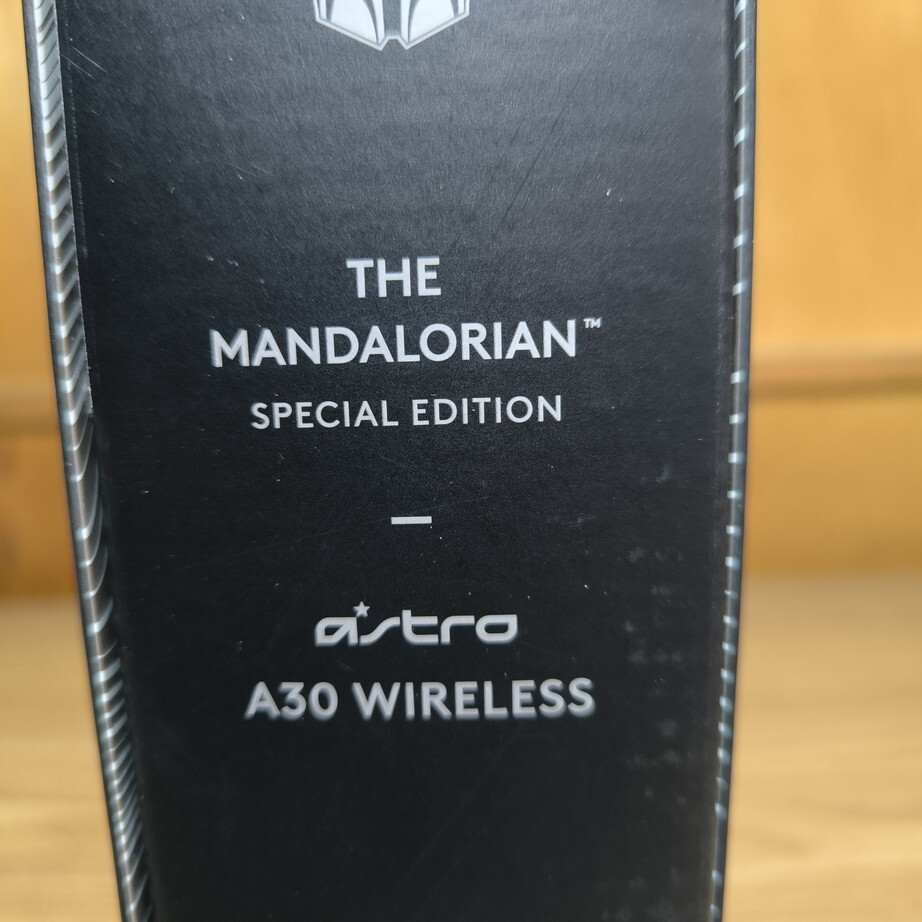 THE
MANDALORIAN™
SPECIAL EDITION
astro
A30 WIRELESS